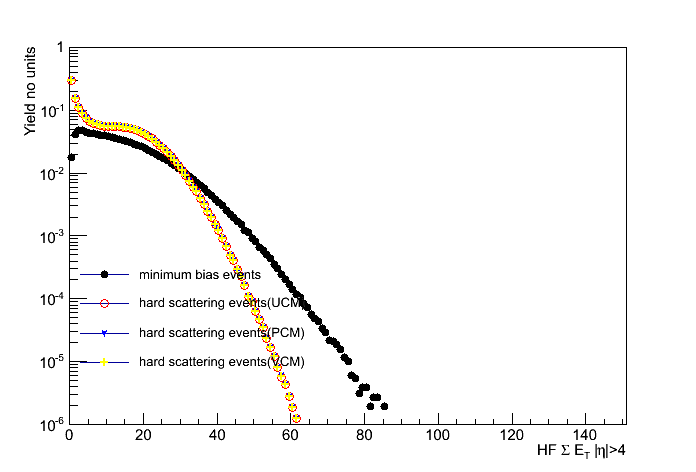 Yield no units
1
10^-1
10^-2
10^-3
10^-4
10^-5
10^-6
minimum bias events
hard scattering events(UCM)
hard scattering events(PCM)
hard scattering events(VCM)
0 20 40 60 80 100 120 140
HF Σ E_T |η|>4